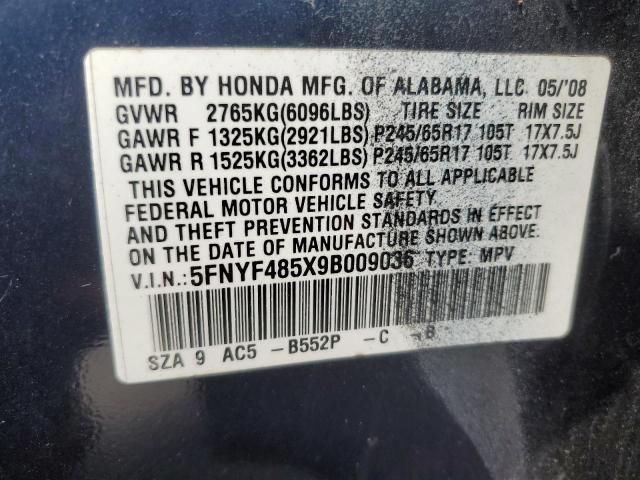 MFD. BY HONDA MFG. OF ALABAMA, LLC. 05/'08
GVWR 2765KG(6096LBS) TIRE SIZE RIM SIZE
GAWR F 1325KG(2921LBS) P245/65R17 105T 17X7.5J
GAWR R 1525KG(3362LBS) P245/65R17 105T 17X7.5J
THIS VEHICLE CONFORMS TO ALL APPLICABLE
FEDERAL MOTOR VEHICLE SAFETY
AND THEFT PREVENTION STANDARDS IN EFFECT
ON THE DATE OF MANUFACTURE SHOWN ABOVE.
V.I.N.: 5FNYF485X9B009036 TYPE: MPV
SZA 9 AC5 -B552P -C B